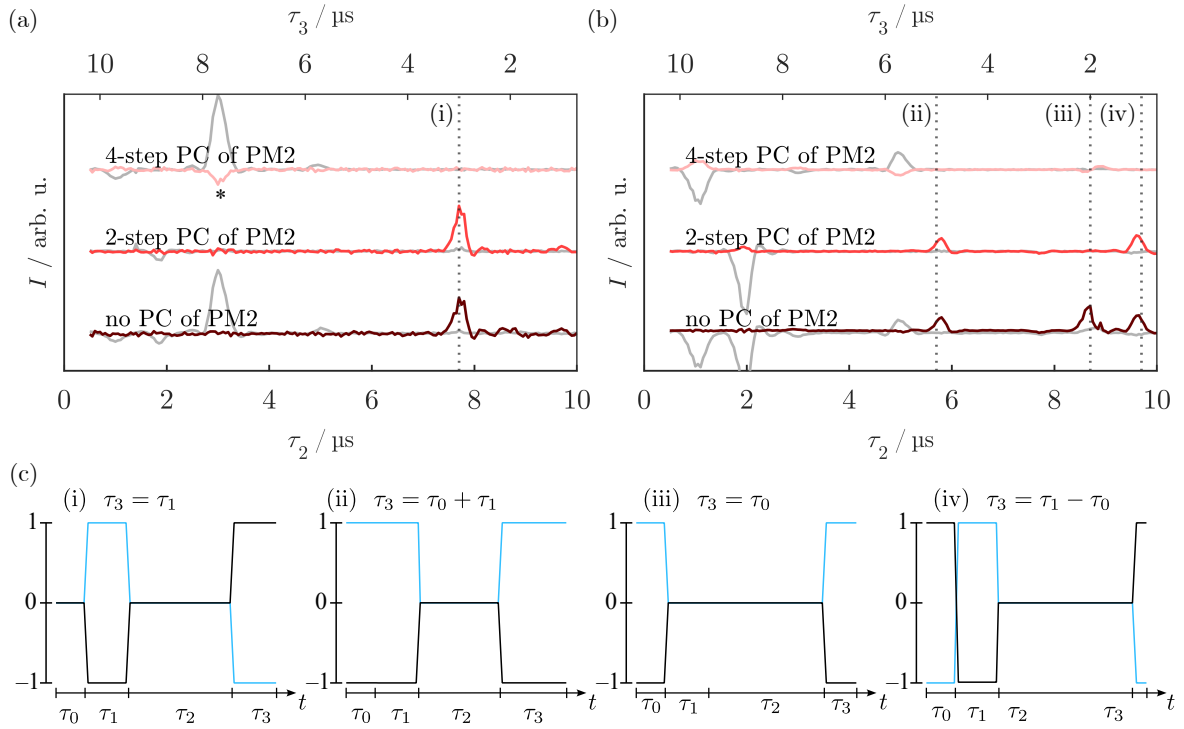 (a)
τ3 / µs
10 8 6 4 2
(i)
4-step PC of PM2
*
2-step PC of PM2
no PC of PM2
I / arb. u.
0 2 4 6 8 10
τ2 / µs
(b)
τ3 / µs
10 8 6 4 2
(ii) (iii) (iv)
4-step PC of PM2
2-step PC of PM2
no PC of PM2
I / arb. u.
0 2 4 6 8 10
τ2 / µs
(c)
(i) τ3 = τ1
1
0
−1
τ0 τ1 τ2 τ3 t
(ii) τ3 = τ0 + τ1
1
0
−1
τ0 τ1 τ2 τ3 t
(iii) τ3 = τ0
1
0
−1
τ0 τ1 τ2 τ3 t
(iv) τ3 = τ1 − τ0
1
0
−1
τ0 τ1 τ2 τ3 t